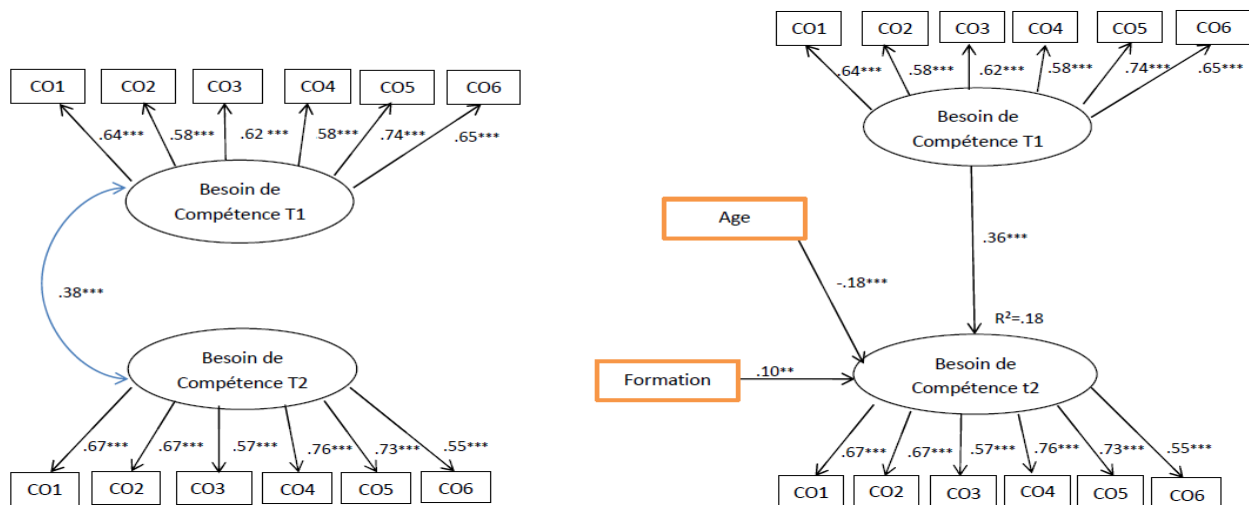 CO1 CO2 CO3 CO4 CO5 CO6
.64*** .58*** .62 *** 58*** .74*** .65***
Besoin de
Compétence T1
.38***
Besoin de
Compétence T2
.67*** .67*** .57*** .76*** .73*** .55***
CO1 CO2 CO3 CO4 CO5 CO6
CO1 CO2 CO3 CO4 CO5 CO6
.64*** .58*** .62*** .58*** .74*** .65***
Besoin de
Compétence T1
Age
.36***
-.18***
R²=.18
Formation
.10**
Besoin de
Compétence t2
.67*** .67*** .57*** .76*** .73*** .55***
CO1 CO2 CO3 CO4 CO5 CO6